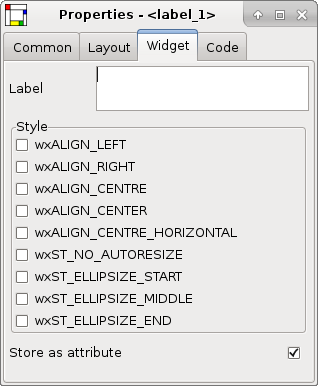 Properties - <label_1>
Common Layout Widget Code
Label
Style
wxALIGN_LEFT
wxALIGN_RIGHT
wxALIGN_CENTRE
wxALIGN_CENTER
wxALIGN_CENTRE_HORIZONTAL
wxST_NO_AUTORESIZE
wxST_ELLIPSIZE_START
wxST_ELLIPSIZE_MIDDLE
wxST_ELLIPSIZE_END
Store as attribute